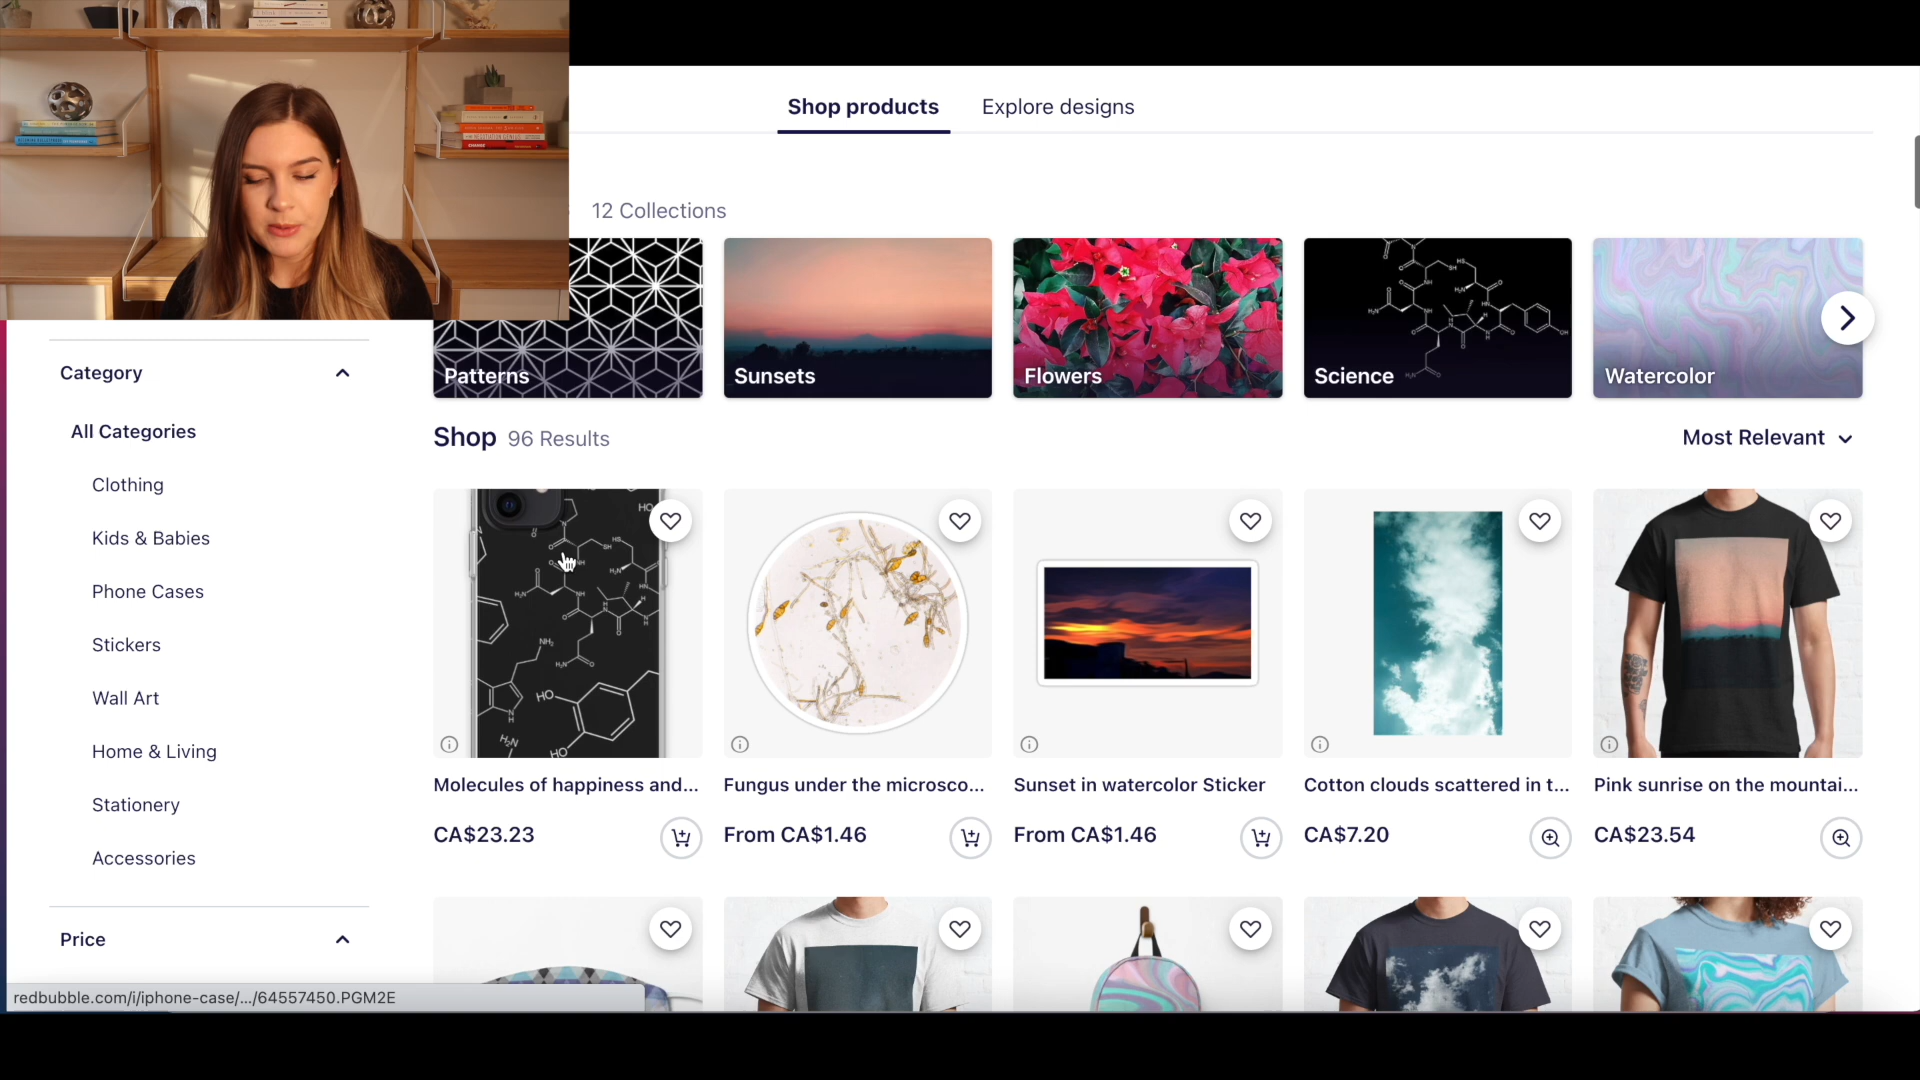 Shop products
Explore designs
12 Collections
Patterns
Sunsets
Flowers
Science
Watercolor
Category
All Categories
Clothing
Kids & Babies
Phone Cases
Stickers
Wall Art
Home & Living
Stationery
Accessories
Price
Shop 96 Results
Most Relevant
Molecules of happiness and...
CA$23.23
Fungus under the microsco...
From CA$1.46
Sunset in watercolor Sticker
From CA$1.46
Cotton clouds scattered in t...
CA$7.20
Pink sunrise on the mountai...
CA$23.54
redbubble.com/i/iphone-case/.../64557450.PGM2E